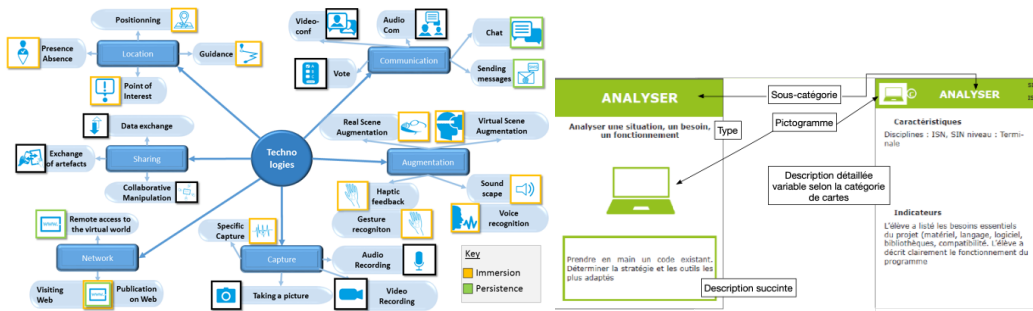 Positionning
Presence
Absence
Location
Guidance
Point of
Interest
Data exchange
Exchange
of artefacts
Sharing
Collaborative
Manipulation
Remote access to
the virtual world
Network
Visiting
Web
Publication
on Web
Techno
logies
Video-
conf
Audio
Com
Chat
Vote
Communication
Sending
messages
Real Scene
Augmentation
Virtual Scene
Augmentation
Augmentation
Haptic
feedback
Sound
scape
Gesture
recogniton
Voice
recognition
Specific
Capture
Capture
Audio
Recording
Taking a picture
Video
Recording
Key
Immersion
Persistence
ANALYSER
Analyser une situation, un besoin,
un fonctionnement
Prendre en main un code existant.
Déterminer la stratégie et les outils les
plus adaptés
Sous-catégorie
Type
Pictogramme
Description détaillée
variable selon la catégorie
de cartes
Description succinte
ANALYSER
Caractéristiques
Disciplines : ISN, SIN niveau : Termi-
nale
Indicateurs
L'élève a listé les besoins essentiels
du projet (matériel, langage, logiciel,
bibliothèques, compatibilité. L'élève a
décrit clairement le fonctionnement du
programme